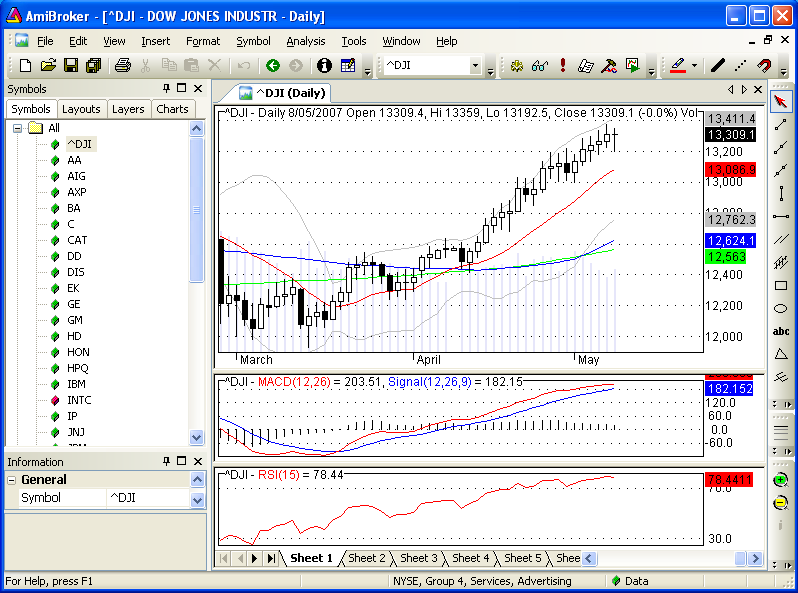 AmiBroker - [^DJI - DOW JONES INDUSTR - Daily]
File Edit View Insert Format Symbol Analysis Tools Window Help
^DJI
Symbols
^DJI (Daily)
Symbols Layouts Layers Charts
All
^DJI
AA
AIG
AXP
BA
C
CAT
DD
DIS
EK
GE
GM
HD
HON
HPQ
IBM
INTC
IP
JNJ
^DJI - Daily 8/05/2007 Open 13309.4, Hi 13359, Lo 13192.5, Close 13309.1 (-0.0%) Vol
13,411.4
13,309.1
13,200
13,086.9
13,000
12,762.3
12,624.1
12,563
12,400
12,200
12,000
March April May
abc
^DJI - MACD(12,26) = 203.51, Signal(12,26,9) = 182.15
182.152
120.0
60.0
0.0
-60.0
Information
General
Symbol ^DJI
^DJI - RSI(15) = 78.44
78.4411
70.0
30.0
Sheet 1 Sheet 2 Sheet 3 Sheet 4 Sheet 5 Shee
For Help, press F1
NYSE, Group 4, Services, Advertising
Data